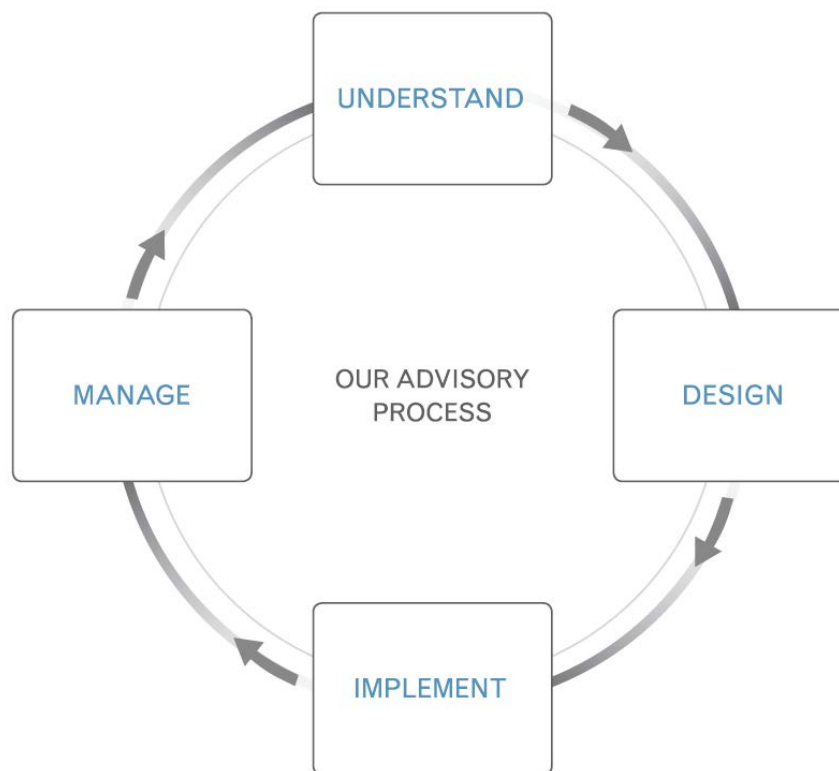 UNDERSTAND
MANAGE
OUR ADVISORY
PROCESS
DESIGN
IMPLEMENT